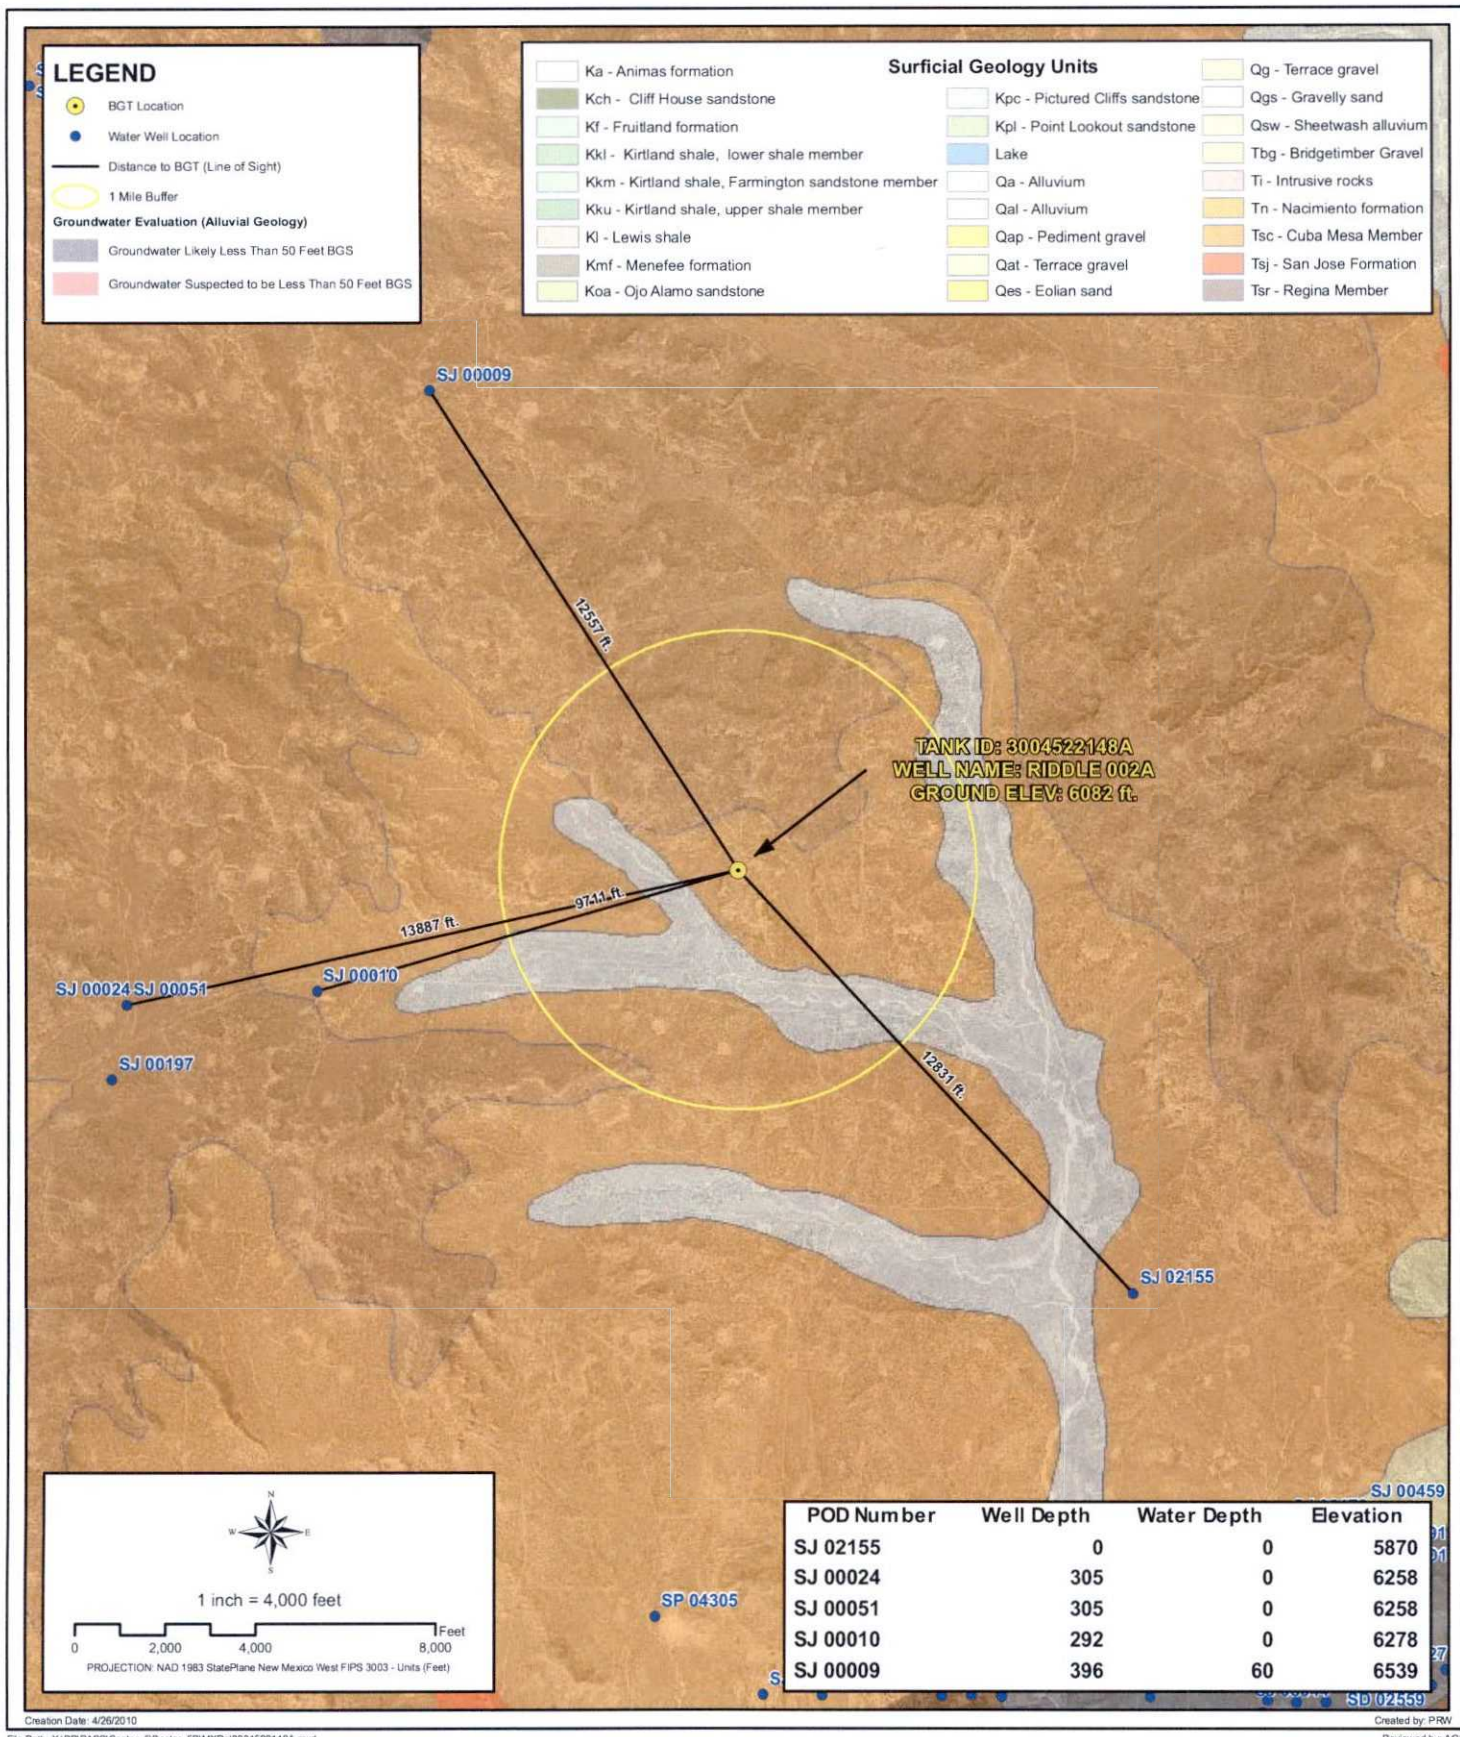 LEGEND
BGT Location
Water Well Location
Distance to BGT (Line of Sight)
1 Mile Buffer
Groundwater Evaluation (Alluvial Geology)
Groundwater Likely Less Than 50 Feet BGS
Groundwater Suspected to be Less Than 50 Feet BGS
Surficial Geology Units
Ka - Animas formation
Kch - Cliff House sandstone
Kf - Fruitland formation
Kkl - Kirtland shale, lower shale member
Kkm - Kirtland shale, Farmington sandstone member
Kku - Kirtland shale, upper shale member
Kl - Lewis shale
Kmf - Menefee formation
Koa - Ojo Alamo sandstone
Kpc - Pictured Cliffs sandstone
Kpl - Point Lookout sandstone
Lake
Qa - Alluvium
Qal - Alluvium
Qap - Pediment gravel
Qat - Terrace gravel
Qes - Eolian sand
Qg - Terrace gravel
Qgs - Gravelly sand
Qsw - Sheetwash alluvium
Tbg - Bridgetimber Gravel
Ti - Intrusive rocks
Tn - Nacimiento formation
Tsc - Cuba Mesa Member
Tsj - San Jose Formation
Tsr - Regina Member
SJ 00009
12557 ft.
TANK ID: 3004522148A
WELL NAME: RIDDLE 002A
GROUND ELEV: 6082 ft.
9711 ft.
13887 ft.
SJ 00010
SJ 00024 SJ 00051
SJ 00197
12831 ft.
SJ 02155
SJ 00459
SP 04305
SD 02559
N
W E
S
1 inch = 4,000 feet
Feet
0 2,000 4,000 8,000
PROJECTION: NAD 1983 StatePlane New Mexico West FIPS 3003 - Units (Feet)
POD Number Well Depth Water Depth Elevation
SJ 02155 0 0 5870
SJ 00024 305 0 6258
SJ 00051 305 0 6258
SJ 00010 292 0 6278
SJ 00009 396 60 6539
Creation Date: 4/26/2010
Created by: PRW